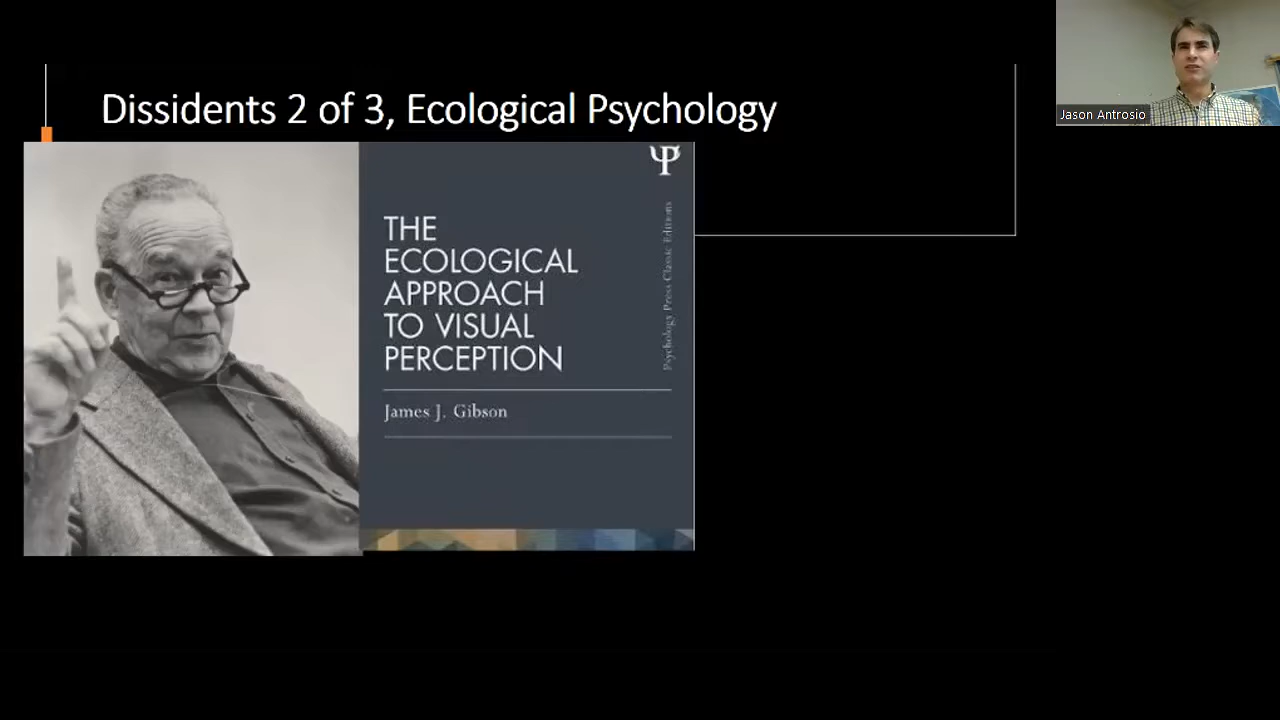 Dissidents 2 of 3, Ecological Psychology
Jason Antrosio
Ψ
THE
ECOLOGICAL
APPROACH
TO VISUAL
PERCEPTION
James J. Gibson
Psychology Press Classic Editions